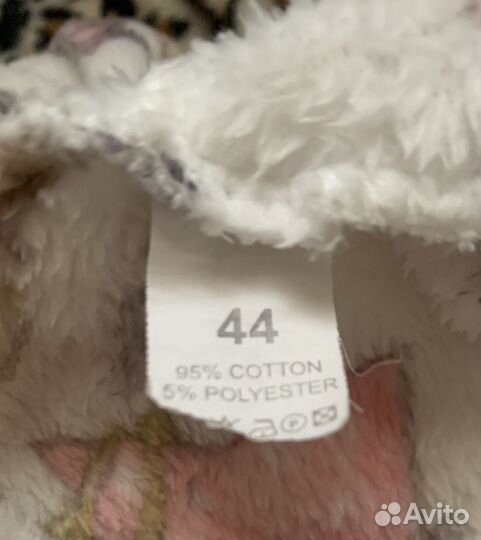 44
95% COTTON
5% POLYESTER
Avito